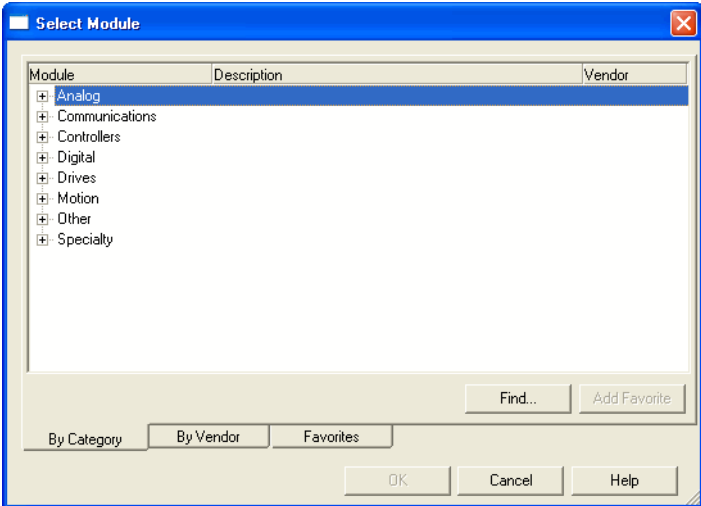 Select Module
Module Description Vendor
Analog
Communications
Controllers
Digital
Drives
Motion
Other
Specialty
Find... Add Favorite
By Category By Vendor Favorites
OK Cancel Help